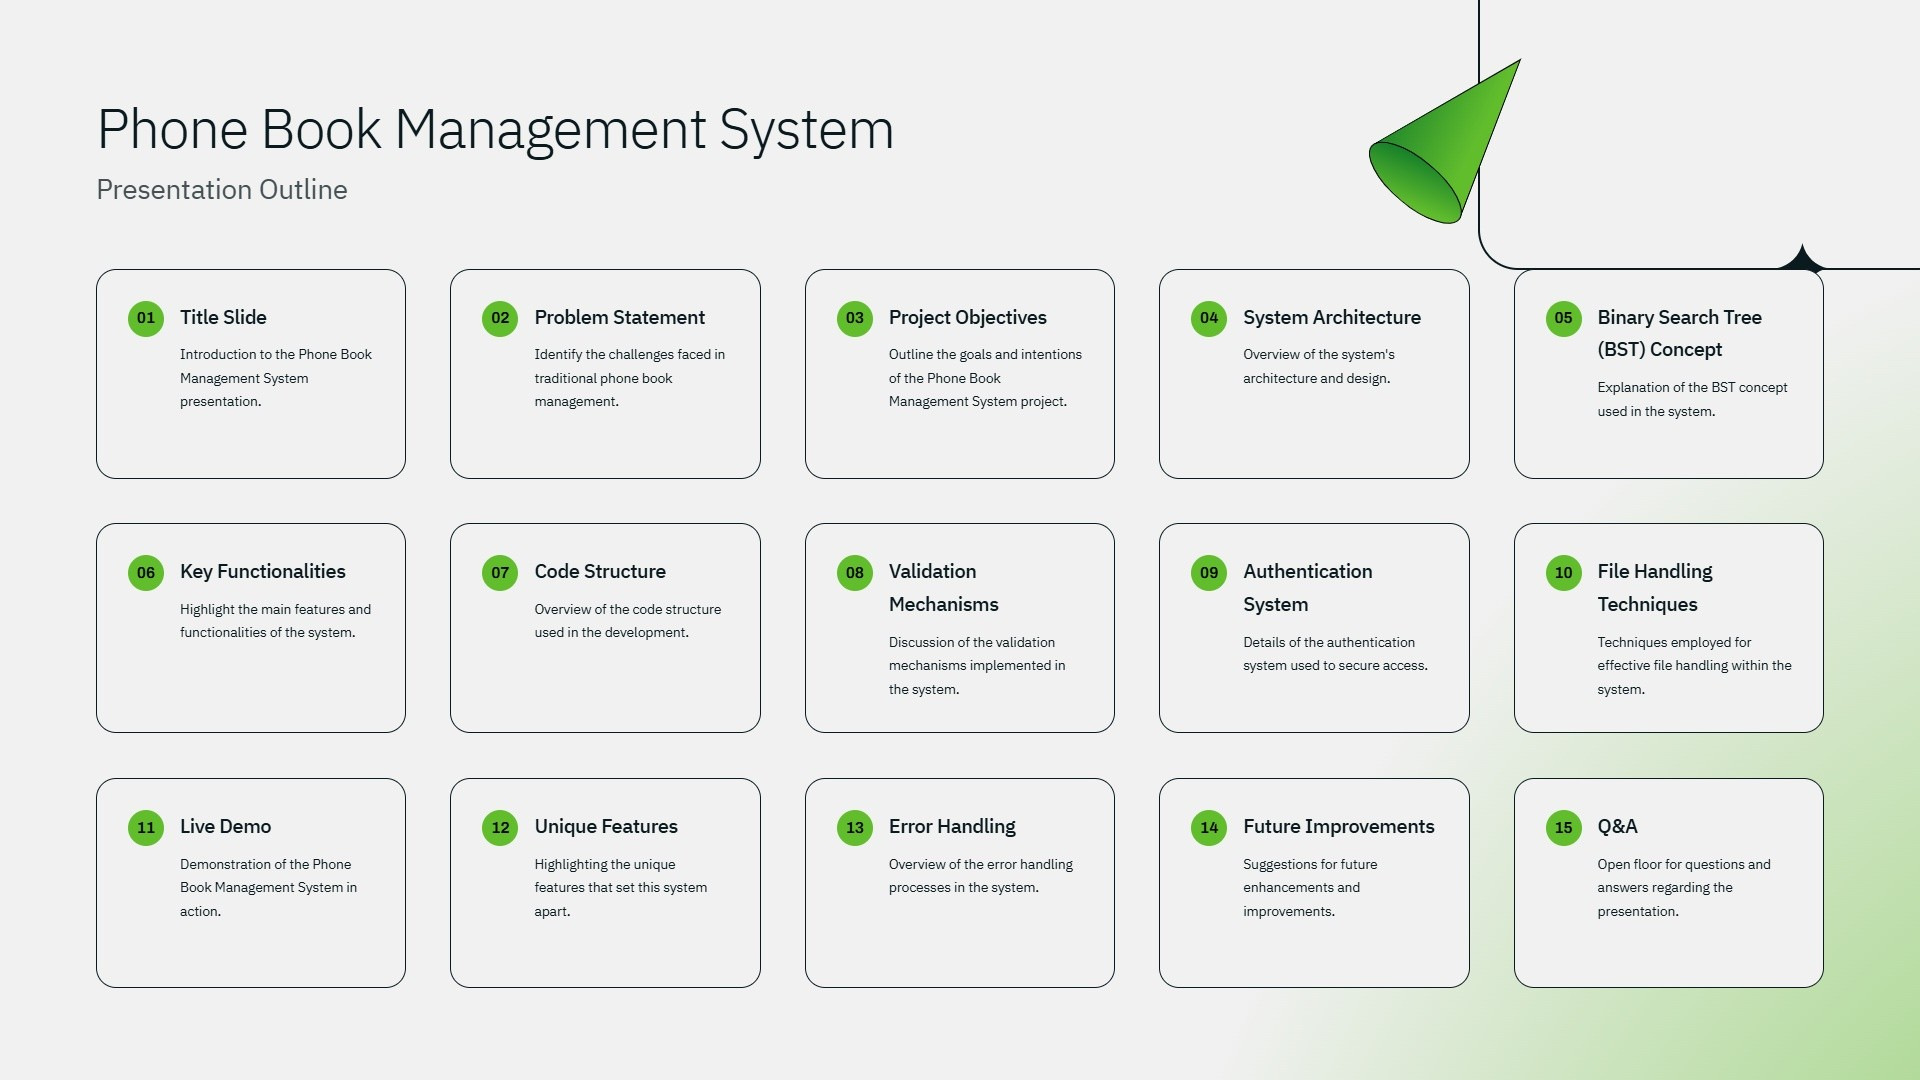 Phone Book Management System
Presentation Outline
01
Title Slide
Introduction to the Phone Book
Management System
presentation.
02
Problem Statement
Identify the challenges faced in
traditional phone book
management.
03
Project Objectives
Outline the goals and intentions
of the Phone Book
Management System project.
04
System Architecture
Overview of the system's
architecture and design.
05
Binary Search Tree
(BST) Concept
Explanation of the BST concept
used in the system.
06
Key Functionalities
Highlight the main features and
functionalities of the system.
07
Code Structure
Overview of the code structure
used in the development.
08
Validation
Mechanisms
Discussion of the validation
mechanisms implemented in
the system.
09
Authentication
System
Details of the authentication
system used to secure access.
10
File Handling
Techniques
Techniques employed for
effective file handling within the
system.
11
Live Demo
Demonstration of the Phone
Book Management System in
action.
12
Unique Features
Highlighting the unique
features that set this system
apart.
13
Error Handling
Overview of the error handling
processes in the system.
14
Future Improvements
Suggestions for future
enhancements and
improvements.
15
Q&A
Open floor for questions and
answers regarding the
presentation.